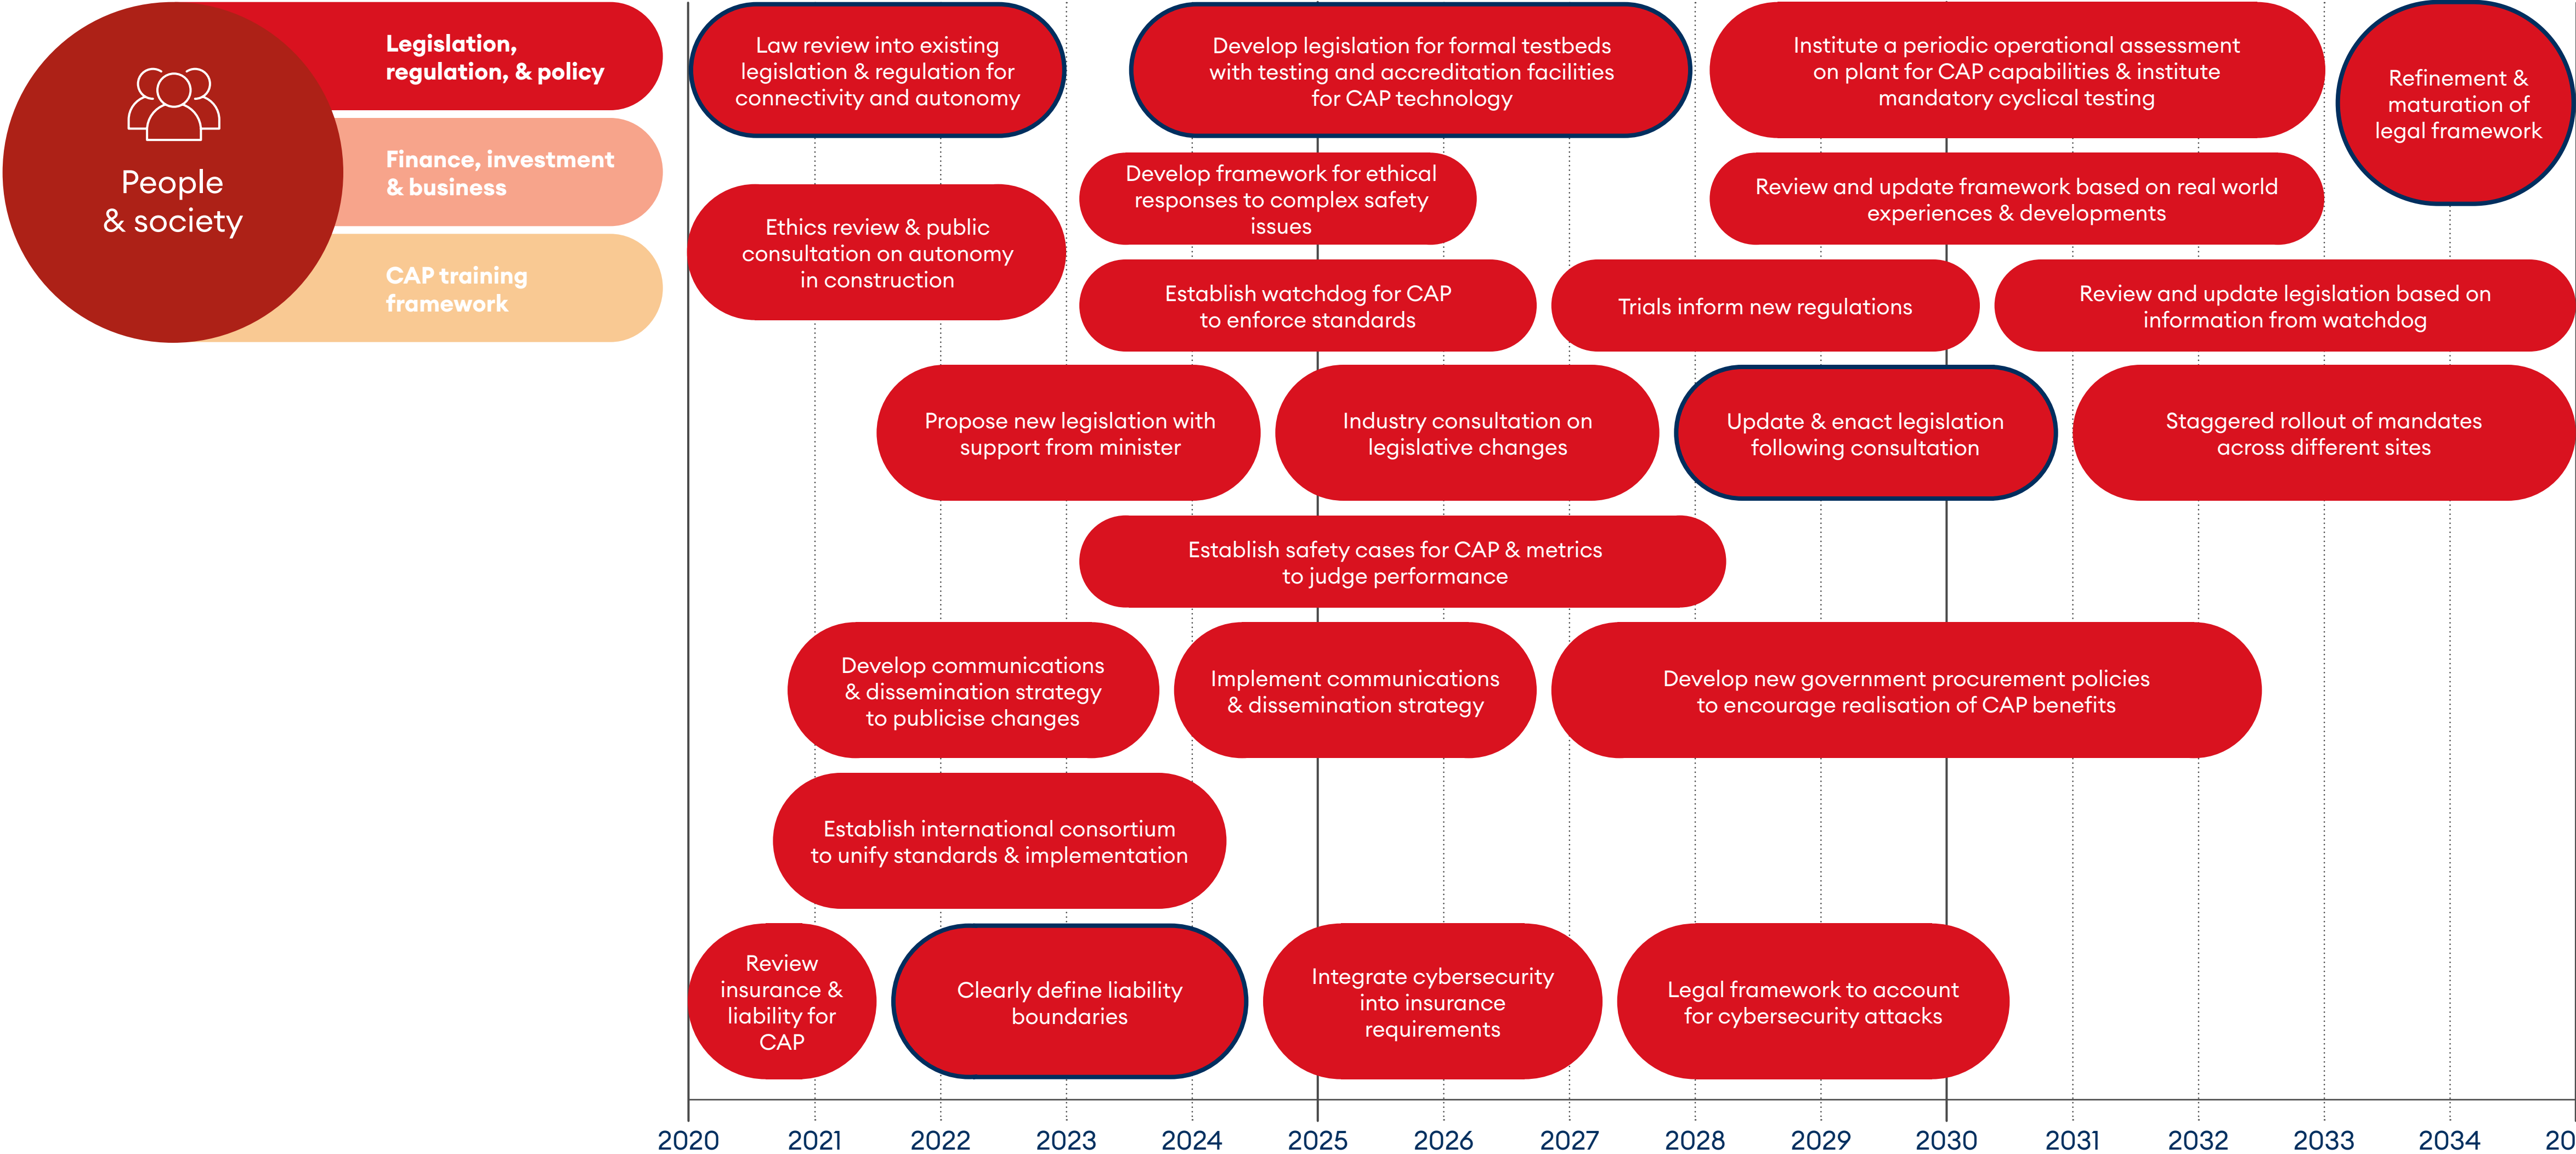 People
& society
Legislation,
regulation, & policy
Finance, investment
& business
CAP training
framework
Law review into existing
legislation & regulation for
connectivity and autonomy
Develop legislation for formal testbeds
with testing and accreditation facilities
for CAP technology
Institute a periodic operational assessment
on plant for CAP capabilities & institute
mandatory cyclical testing
Refinement &
maturation of
legal framework
Ethics review & public
consultation on autonomy
in construction
Develop framework for ethical
responses to complex safety
issues
Review and update framework based on real world
experiences & developments
Establish watchdog for CAP
to enforce standards
Trials inform new regulations
Review and update legislation based on
information from watchdog
Propose new legislation with
support from minister
Industry consultation on
legislative changes
Update & enact legislation
following consultation
Staggered rollout of mandates
across different sites
Establish safety cases for CAP & metrics
to judge performance
Develop communications
& dissemination strategy
to publicise changes
Implement communications
& dissemination strategy
Develop new government procurement policies
to encourage realisation of CAP benefits
Establish international consortium
to unify standards & implementation
Review
insurance &
liability for
CAP
Clearly define liability
boundaries
Integrate cybersecurity
into insurance
requirements
Legal framework to account
for cybersecurity attacks
2020 2021 2022 2023 2024 2025 2026 2027 2028 2029 2030 2031 2032 2033 2034 20